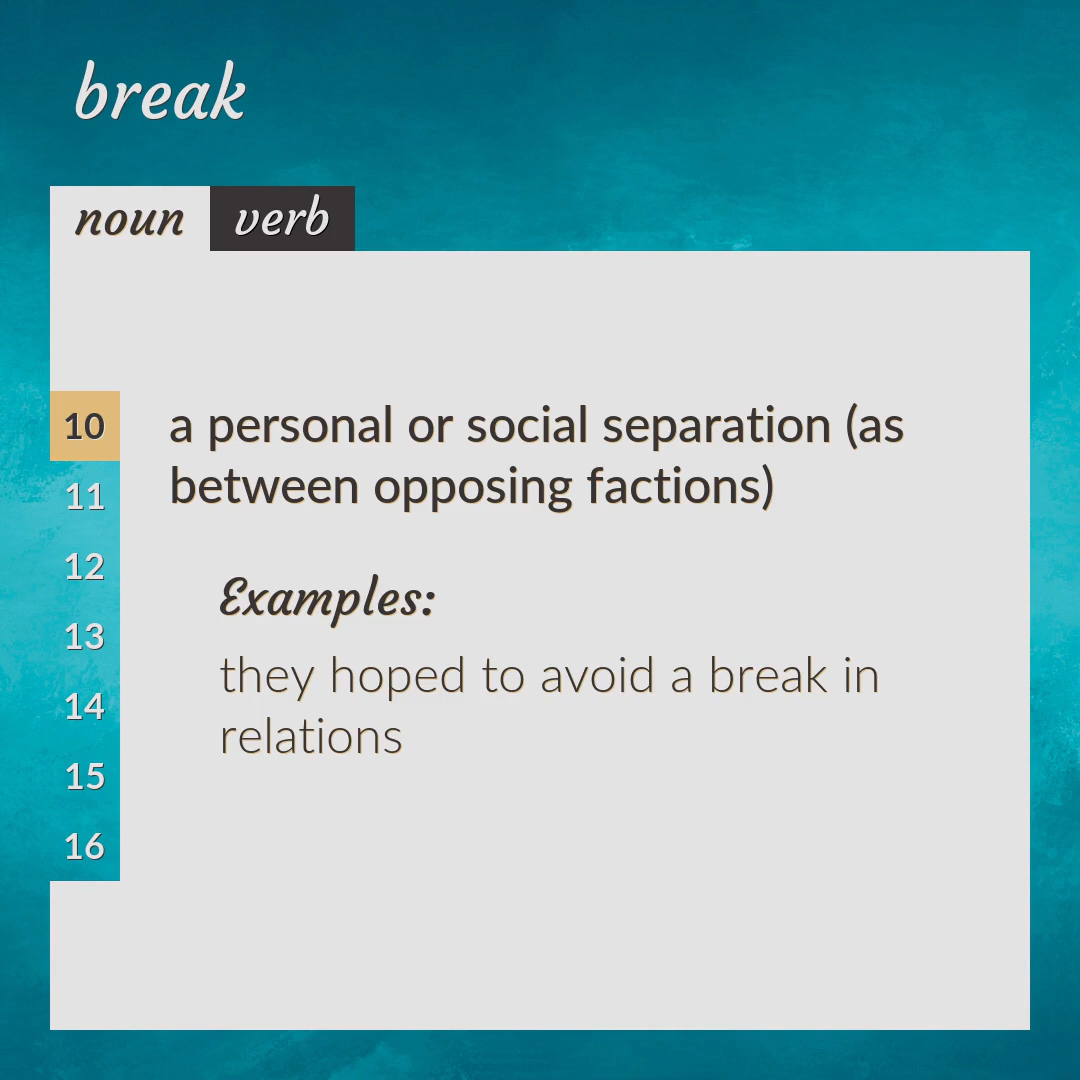 break
noun verb
10
a personal or social separation (as
between opposing factions)
11
12
13
14
15
16
Examples:
they hoped to avoid a break in
relations